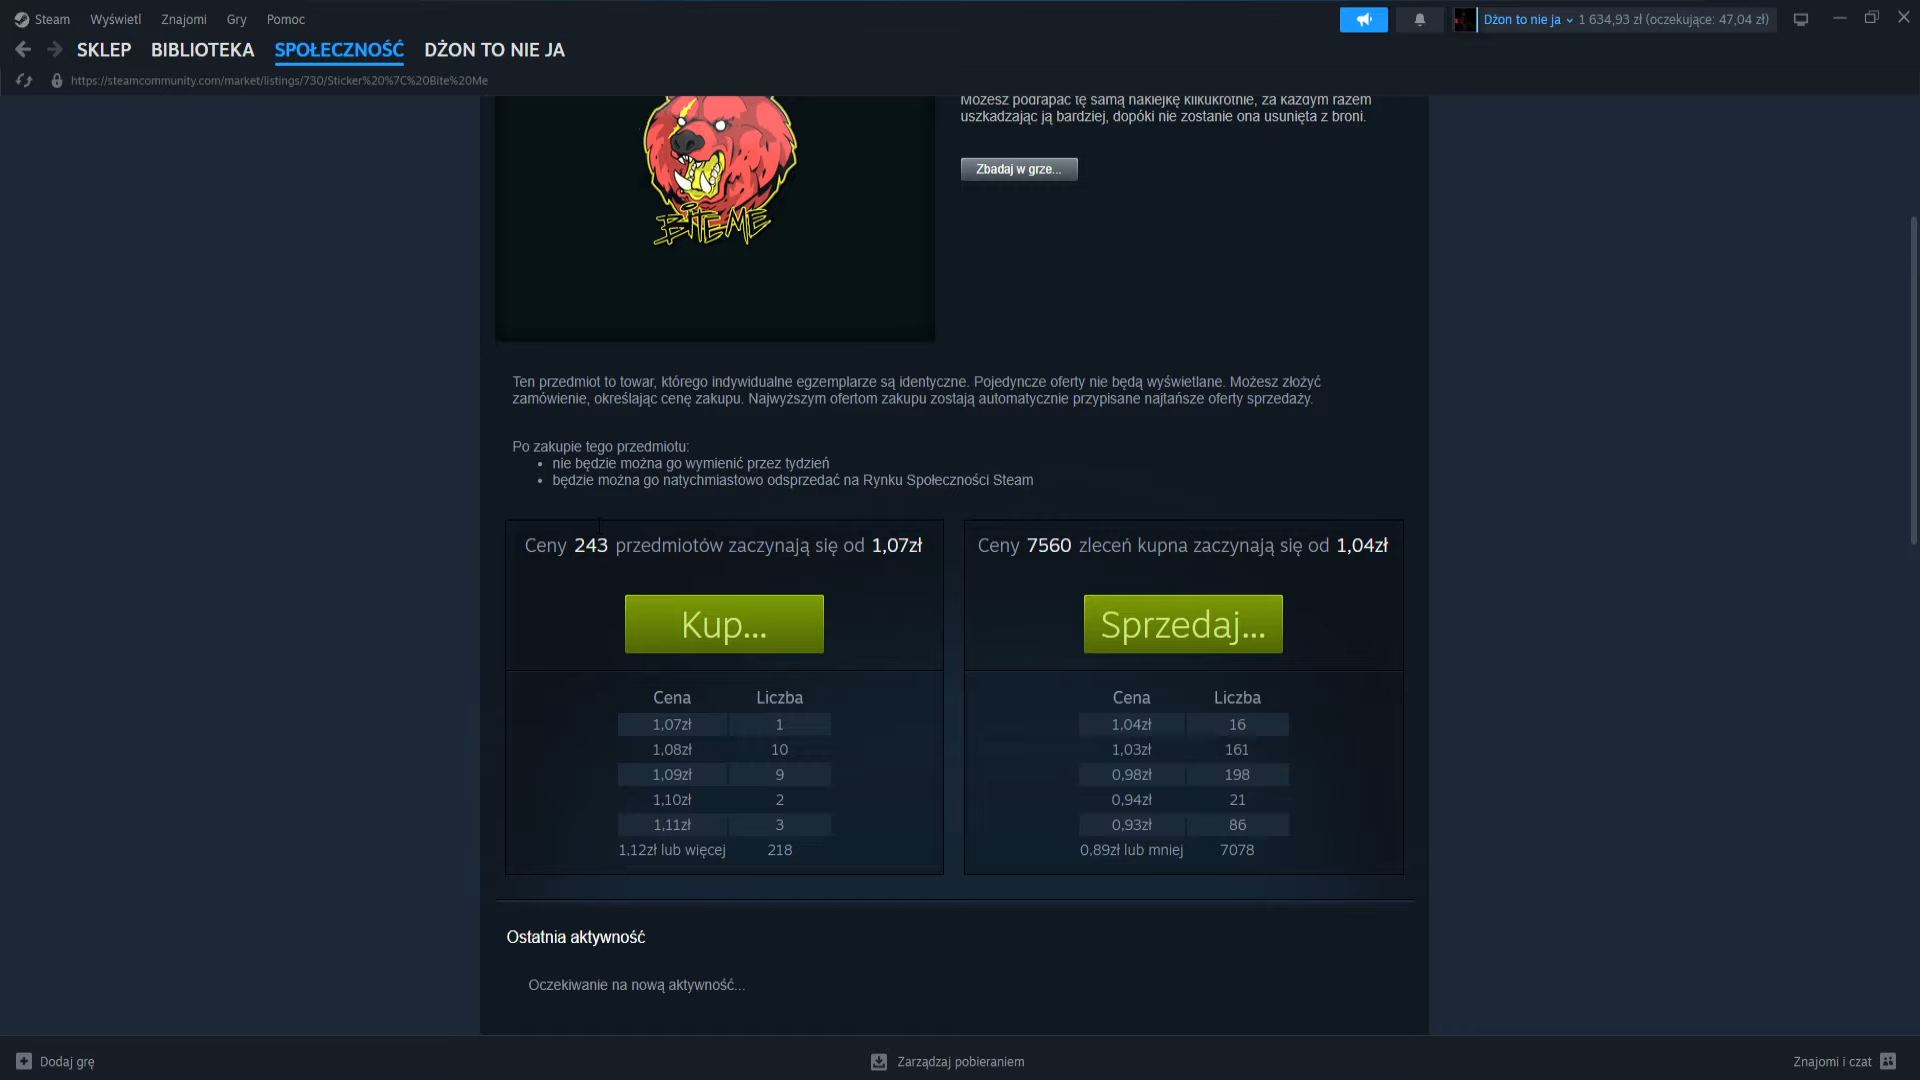 Steam Wyświetl Znajomi Gry Pomoc
Dżon to nie ja 1 634,93 zł (oczekujące: 47,04 zł)
SKLEP BIBLIOTEKA SPOŁECZNOŚĆ DŻON TO NIE JA
https://steamcommunity.com/market/listings/730/Sticker%20%7C%20Bite%20Me
Możesz podrapać tę samą naklejkę kilkukrotnie, za każdym razem
uszkadzając ją bardziej, dopóki nie zostanie ona usunięta z broni.
Zbadaj w grze...
BITE ME
Ten przedmiot to towar, którego indywidualne egzemplarze są identyczne. Pojedyncze oferty nie będą wyświetlane. Możesz złożyć
zamówienie, określając cenę zakupu. Najwyższym ofertom zakupu zostają automatycznie przypisane najtańsze oferty sprzedaży.
Po zakupie tego przedmiotu:
• nie będzie można go wymienić przez tydzień
• będzie można go natychmiastowo odsprzedać na Rynku Społeczności Steam
Ceny 243 przedmiotów zaczynają się od 1,07zł
Kup...
Cena Liczba
1,07zł 1
1,08zł 10
1,09zł 9
1,10zł 2
1,11zł 3
1,12zł lub więcej 218
Ceny 7560 zleceń kupna zaczynają się od 1,04zł
Sprzedaj...
Cena Liczba
1,04zł 16
1,03zł 161
0,98zł 198
0,94zł 21
0,93zł 86
0,89zł lub mniej 7078
Ostatnia aktywność
Oczekiwanie na nową aktywność...
Dodaj grę
Zarządzaj pobieraniem
Znajomi i czat